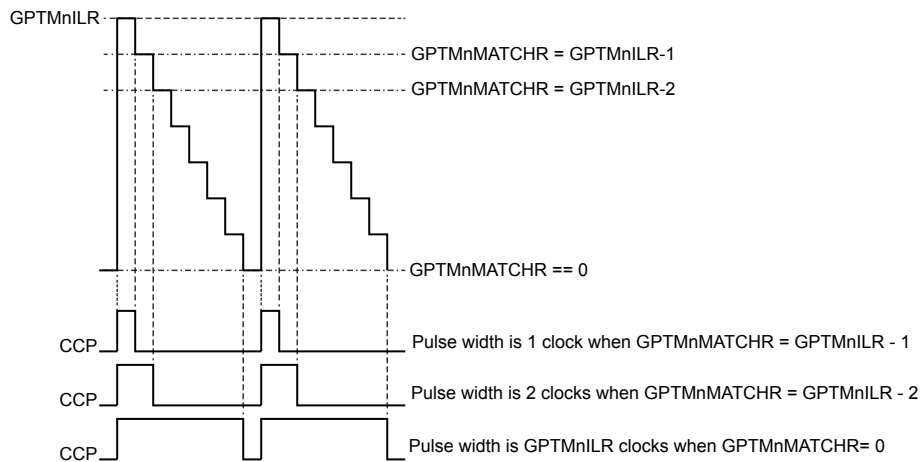 GPTMnILR
GPTMnMATCHR = GPTMnILR-1
GPTMnMATCHR = GPTMnILR-2
GPTMnMATCHR == 0
CCP
Pulse width is 1 clock when GPTMnMATCHR = GPTMnILR - 1
CCP
Pulse width is 2 clocks when GPTMnMATCHR = GPTMnILR - 2
CCP
Pulse width is GPTMnILR clocks when GPTMnMATCHR= 0